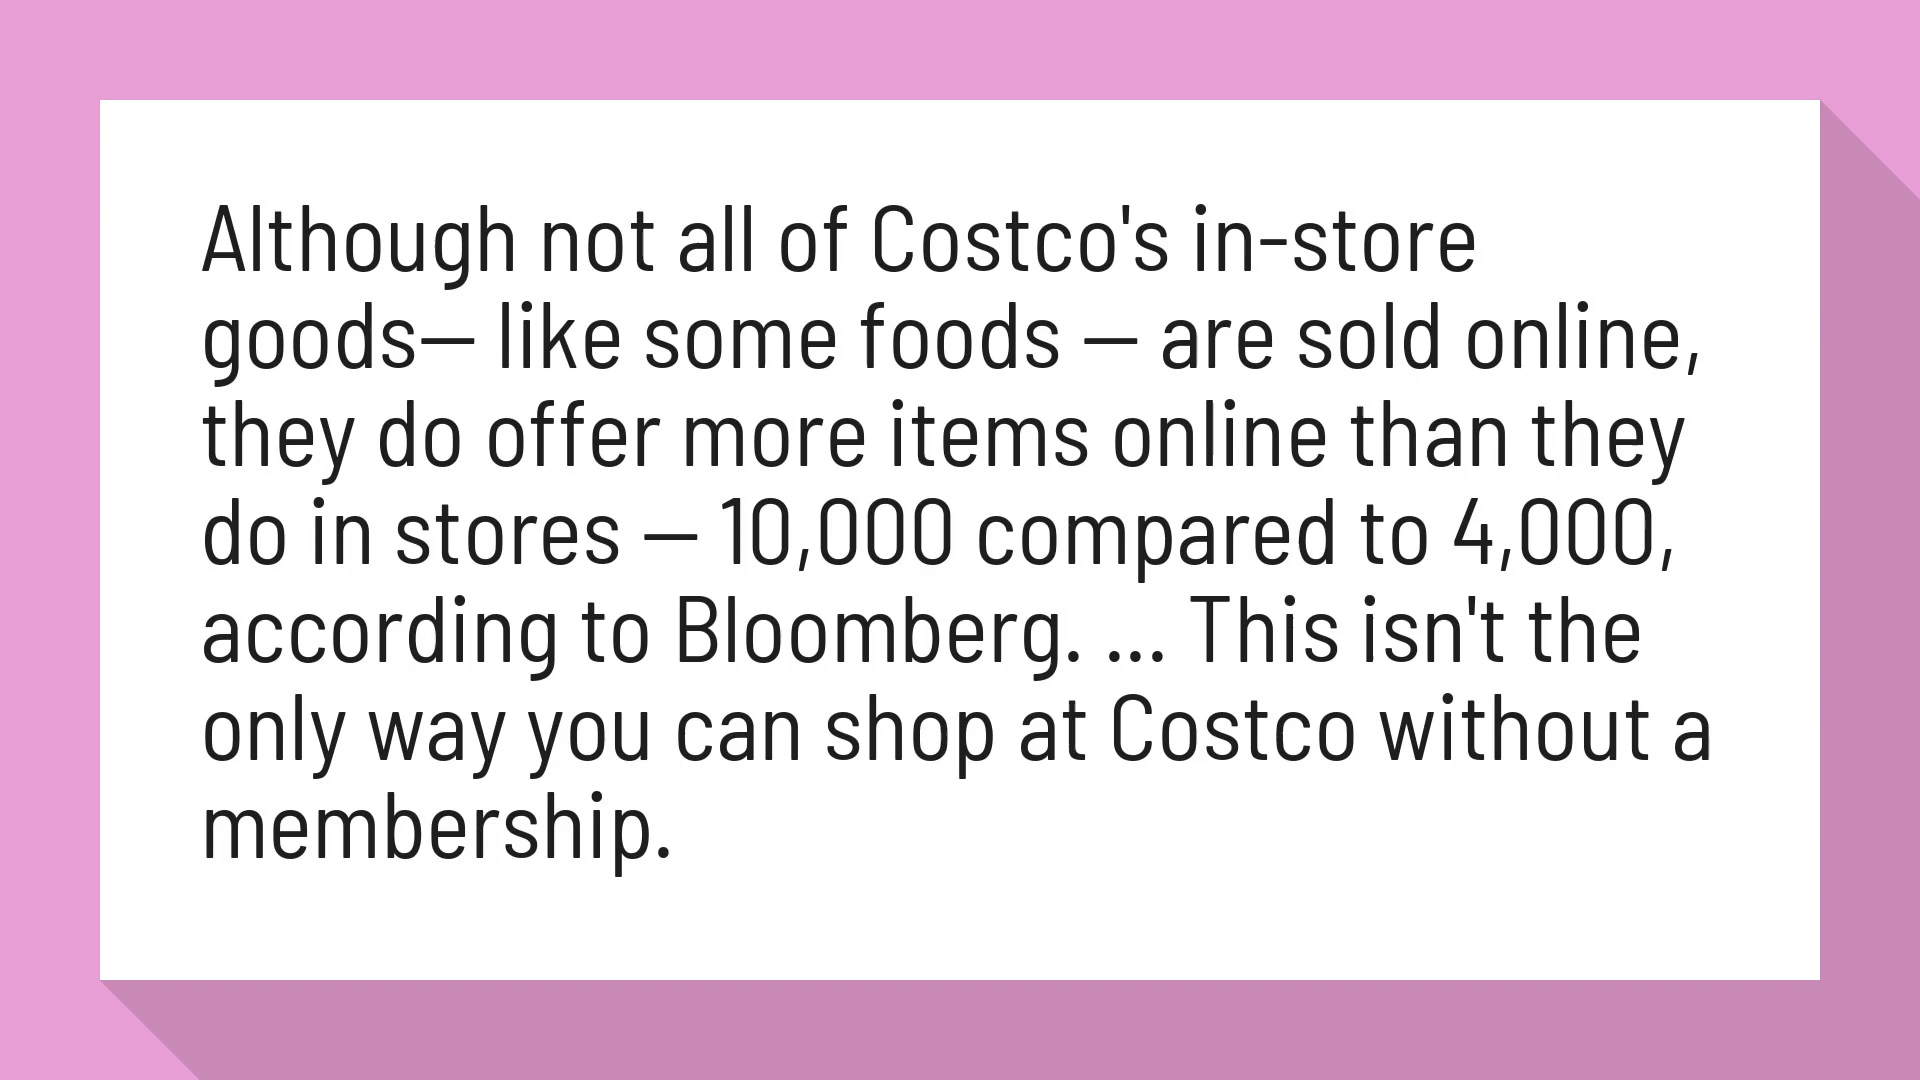 Although not all of Costco's in-store
goods— like some foods — are sold online,
they do offer more items online than they
do in stores — 10,000 compared to 4,000,
according to Bloomberg. ... This isn't the
only way you can shop at Costco without a
membership.